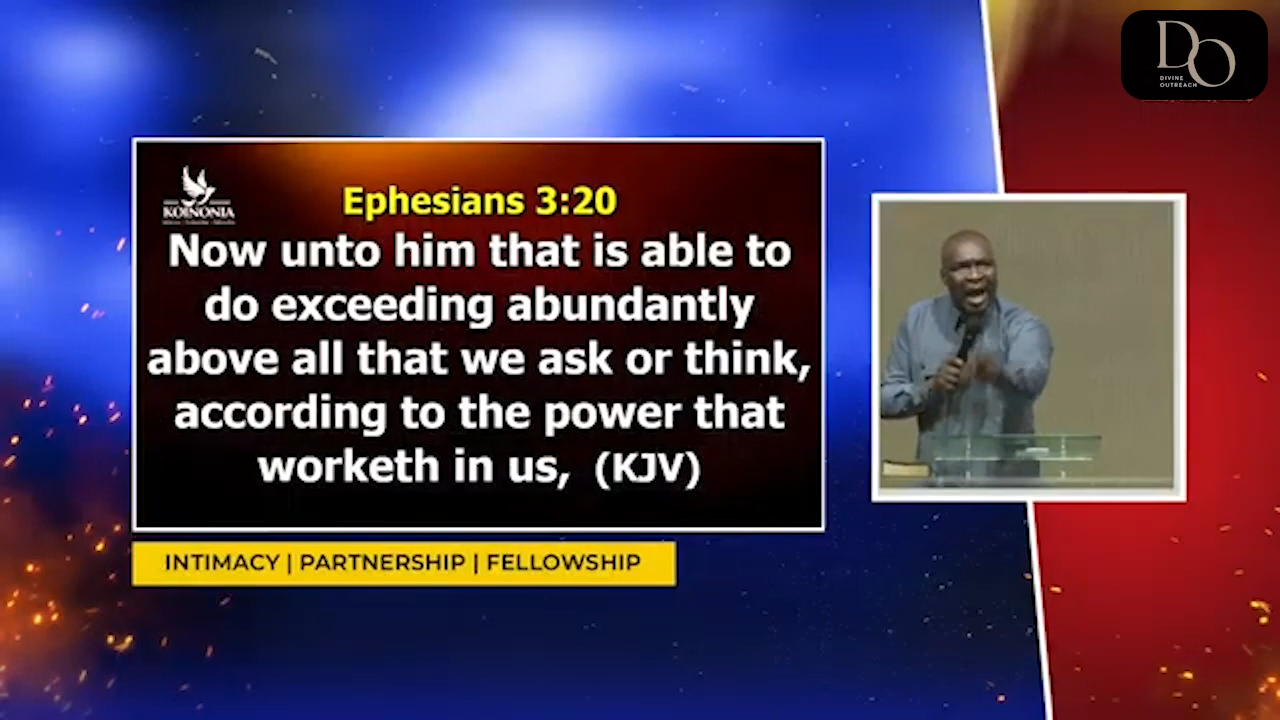 DO
DIVINE
OUTREACH
KOINONIA
Ephesians 3:20
Now unto him that is able to
do exceeding abundantly
above all that we ask or think,
according to the power that
worketh in us, (KJV)
INTIMACY | PARTNERSHIP | FELLOWSHIP